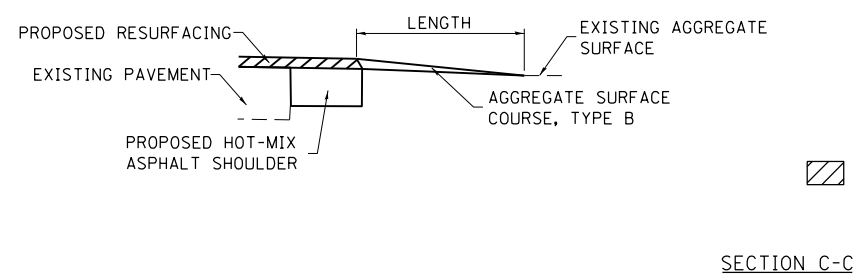 LENGTH
PROPOSED RESURFACING
EXISTING AGGREGATE
SURFACE
EXISTING PAVEMENT
AGGREGATE SURFACE
COURSE, TYPE B
PROPOSED HOT-MIX
ASPHALT SHOULDER
SECTION C-C